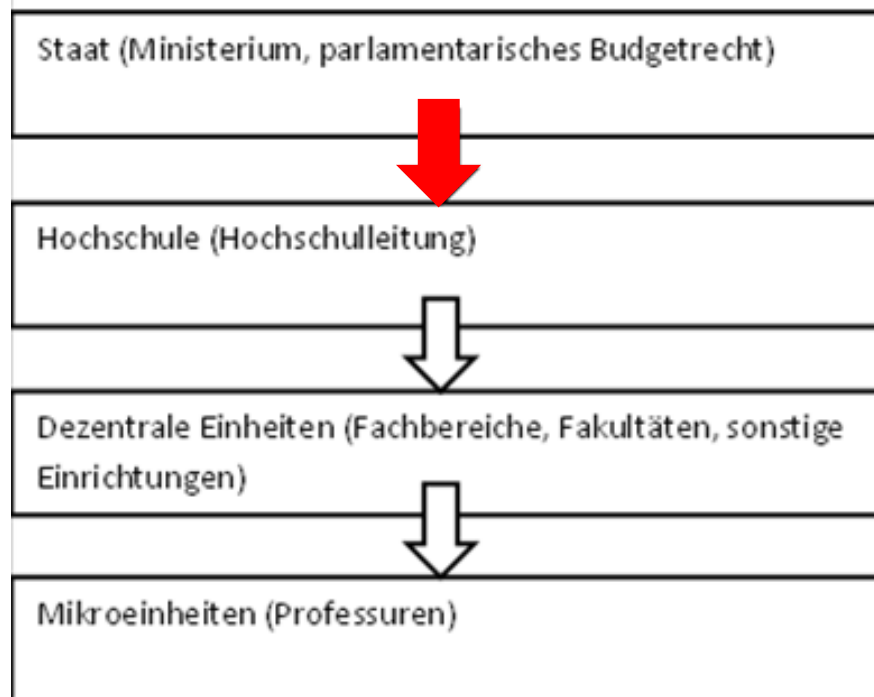 Staat (Ministerium, parlamentarisches Budgetrecht)
Hochschule (Hochschulleitung)
Dezentrale Einheiten (Fachbereiche, Fakultäten, sonstige
Einrichtungen)
Mikroeinheiten (Professuren)